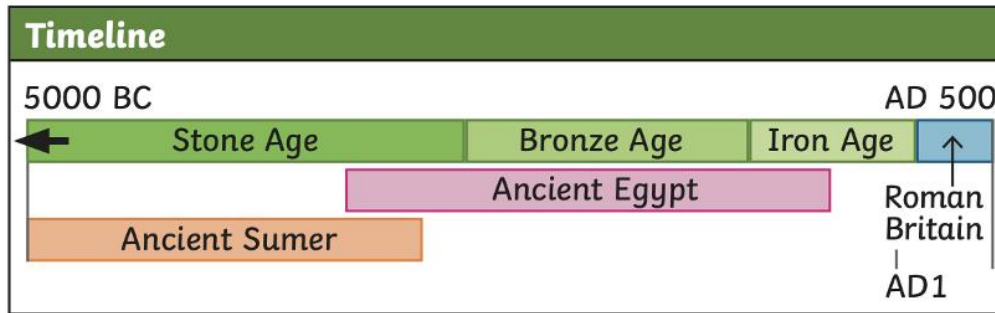 Timeline
5000 BC AD 500
Stone Age Bronze Age Iron Age
Ancient Egypt
Roman
Britain
Ancient Sumer
AD1